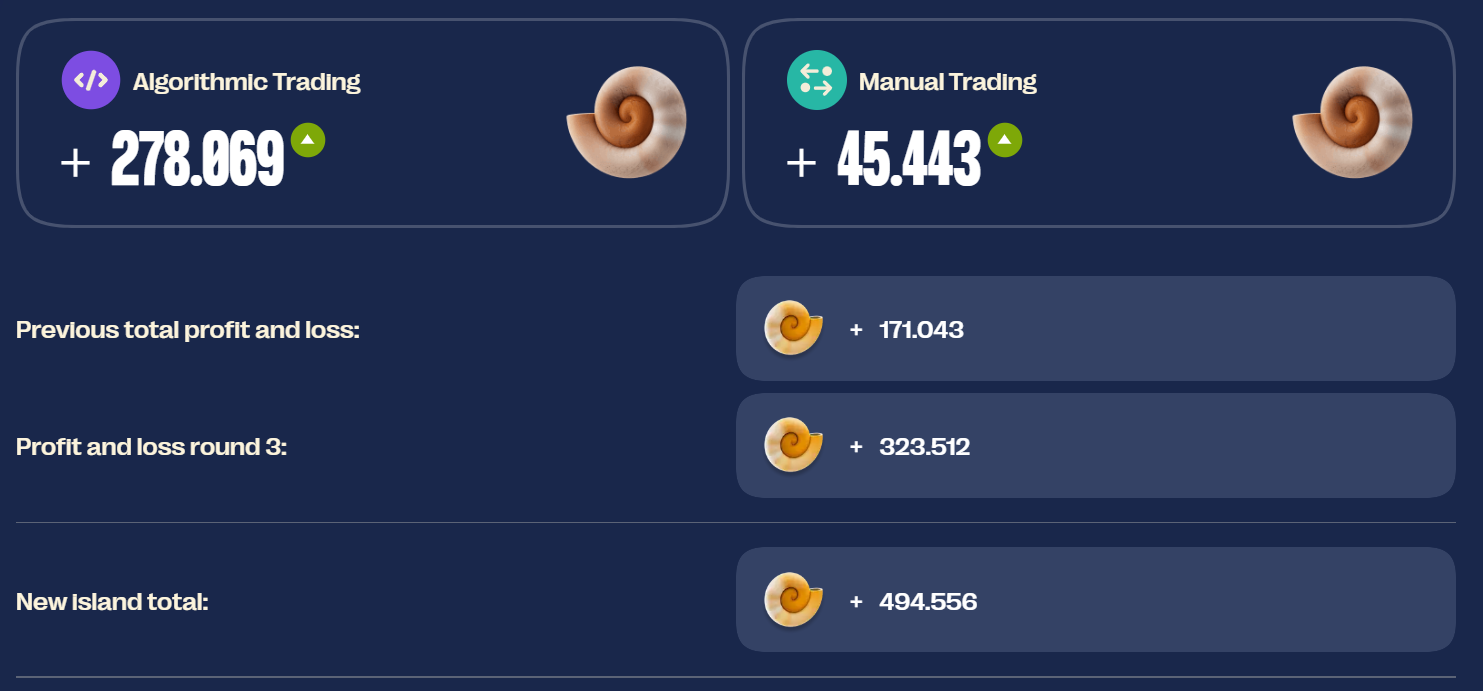 </> Algorithmic Trading
+ 278.069
Manual Trading
+ 45.443
Previous total profit and loss:
+ 171.043
Profit and loss round 3:
+ 323.512
New island total:
+ 494.556